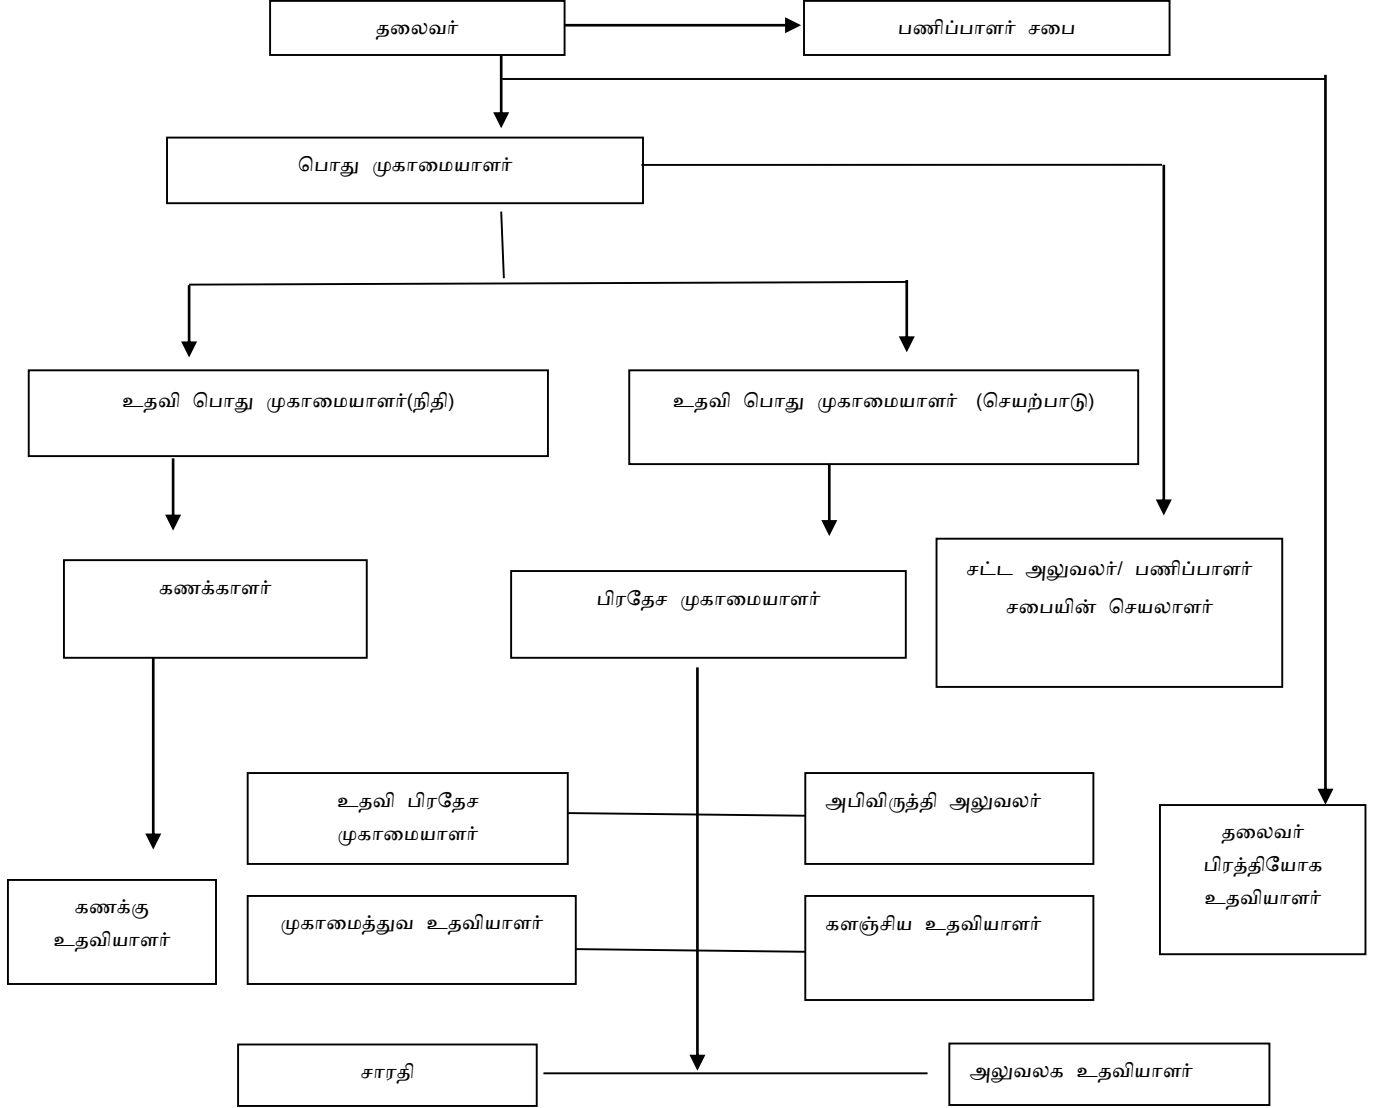 தலைவர்
பணிப்பாளர் சபை
பொது முகாமையாளர்
உதவி பொது முகாமையாளர்(நிதி)
உதவி பொது முகாமையாளர் (செயற்பாடு)
கணக்காளர்
பிரதேச முகாமையாளர்
சட்ட அலுவலர்/ பணிப்பாளர்
சபையின் செயலாளர்
உதவி பிரதேச
முகாமையாளர்
அபிவிருத்தி அலுவலர்
தலைவர்
பிரத்தியோக
உதவியாளர்
கணக்கு
உதவியாளர்
முகாமைத்துவ உதவியாளர்
களஞ்சிய உதவியாளர்
சாரதி
அலுவலக உதவியாளர்